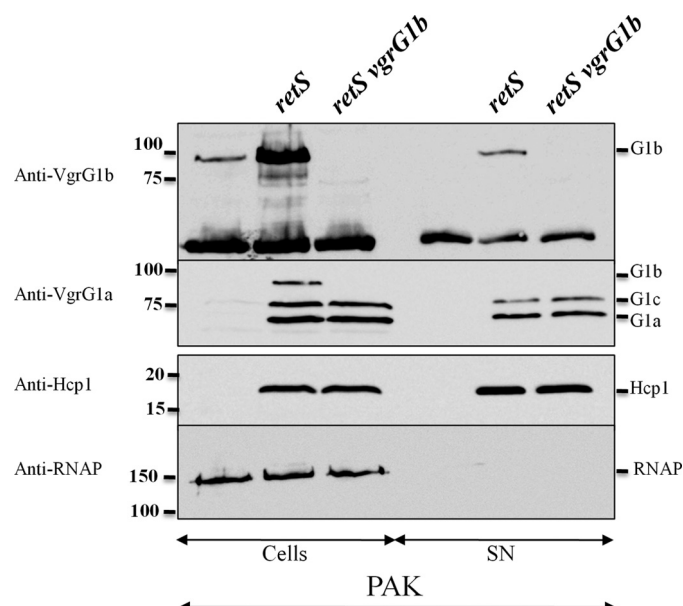 retS retS vgrG1b retS retS vgrG1b
100 G1b
Anti-VgrG1b 75
100 G1b
Anti-VgrG1a 75 G1c
G1a
20
Anti-Hcp1 Hcp1
15
Anti-RNAP 150 RNAP
100
Cells SN
PAK